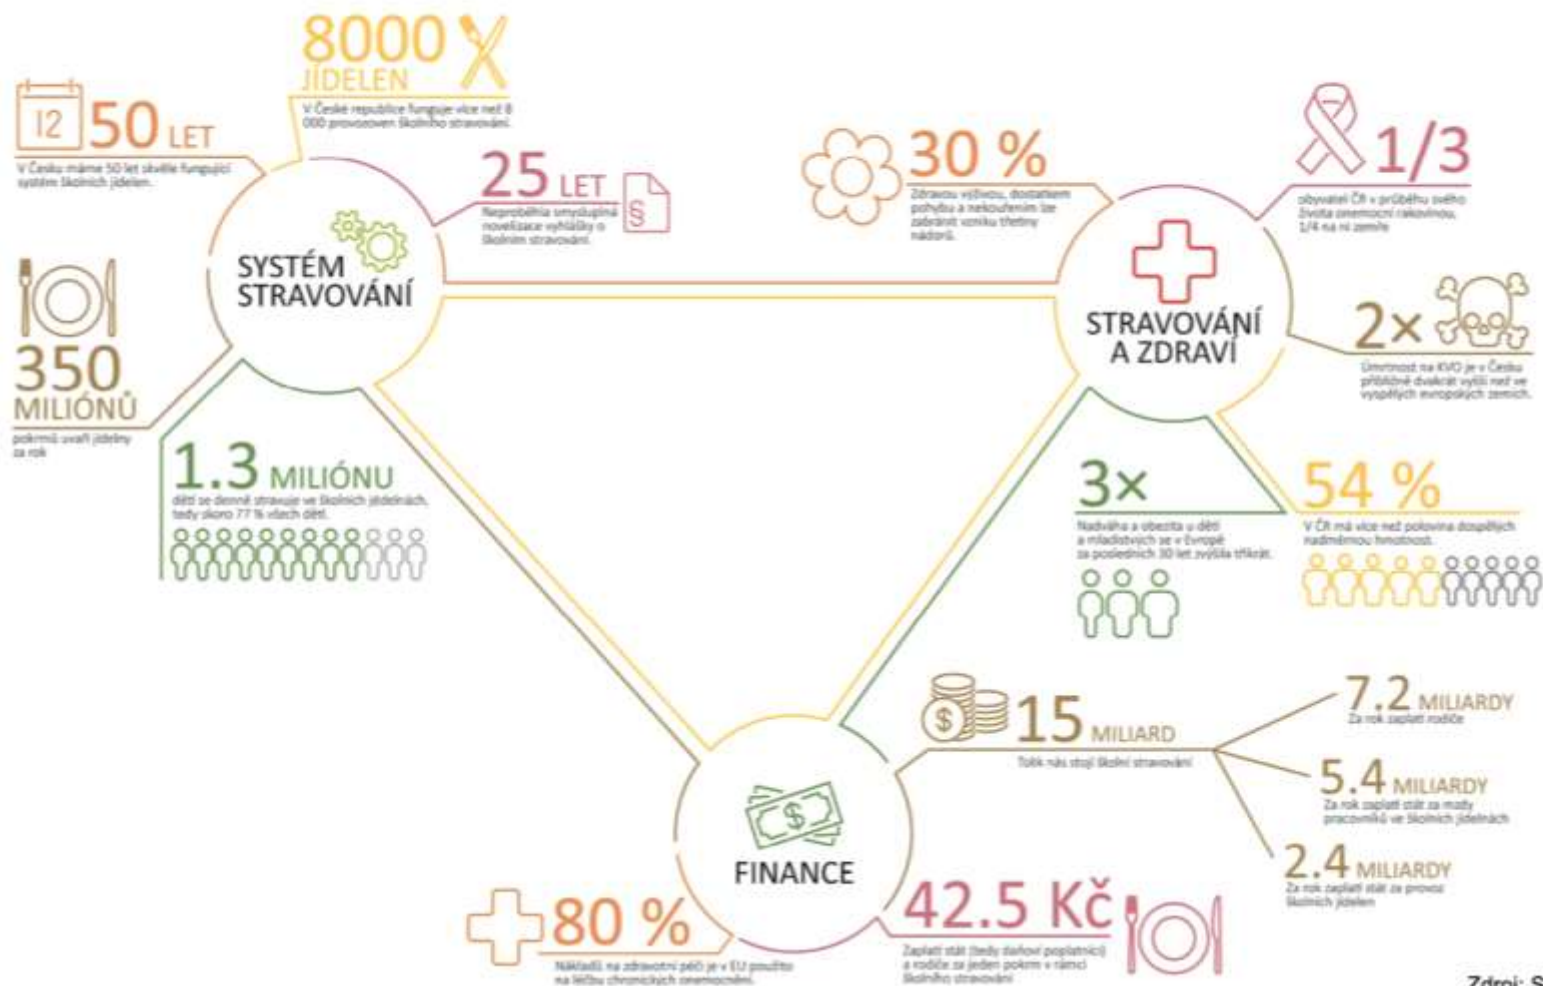 8000
JÍDELEN
V České republice funguje více než 8
000 provozoven školního stravování.
12
50 LET
V Česku máme 50 let skvěle fungující
systém školních jídelen.
25 LET
§
Neproběhla smysluplná
novelizace vyhlášky o
školním stravování.
SYSTÉM
STRAVOVÁNÍ
350
MILIÓNŮ
pokrmů uvaří jídelny
za rok
1.3 MILIÓNU
dětí se denně stravuje ve školních jídelnách,
tedy skoro 77 % všech dětí.
30 %
Zdravou výživou, dostatkem
pohybu a nekouřením lze
zabránit vzniku třetiny
nádorů.
1/3
obyvatel ČR v průběhu svého
života onemocní rakovinou,
1/4 na ni zemře
STRAVOVÁNÍ
A ZDRAVÍ
2×
Úmrtnost na KVO je v Česku
přibližně dvakrát vyšší než ve
vyspělých evropských zemích.
3×
Nadváha a obezita u dětí
a mladistvých se v Evropě
za posledních 30 let zvýšila třikrát.
54 %
V ČR má více než polovina dospělých
nadměrnou hmotnost.
$
FINANCE
$
15 MILIARD
Tolik nás stojí školní stravování
7.2 MILIARDY
Za rok zaplatí rodiče
5.4 MILIARDY
Za rok zaplatí stát za mzdy
pracovníků ve školních jídelnách
2.4 MILIARDY
Za rok zaplatí stát za provoz
školních jídelen
80 %
Nákladů na zdravotní péči je v EU použito
na léčbu chronických onemocnění.
42.5 Kč
Zaplatí stát (tedy daňoví poplatníci)
a rodiče za jeden pokrm v rámci
školního stravování
Zdroj: S